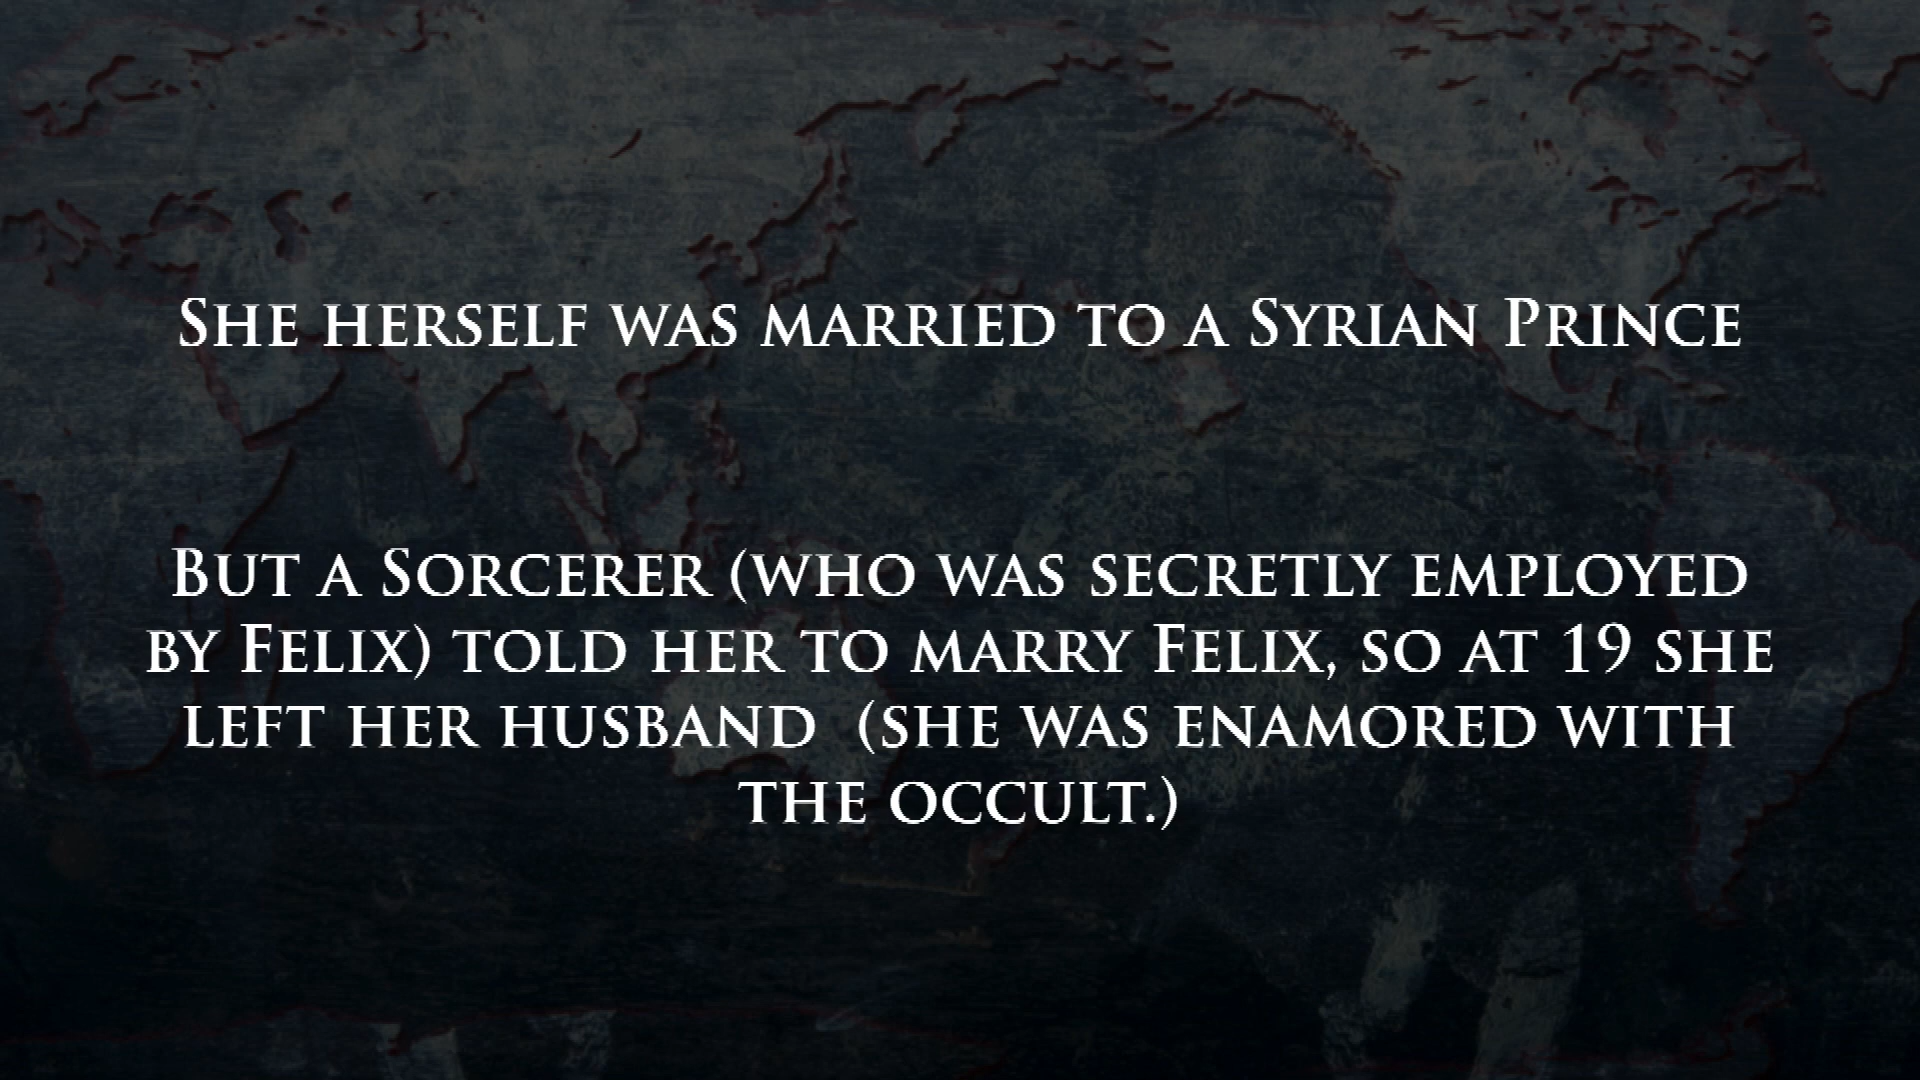 She herself was married to a Syrian Prince
But a Sorcerer (who was secretly employed
by Felix) told her to marry Felix, so at 19 she
left her husband  (she was enamored with
the occult.)